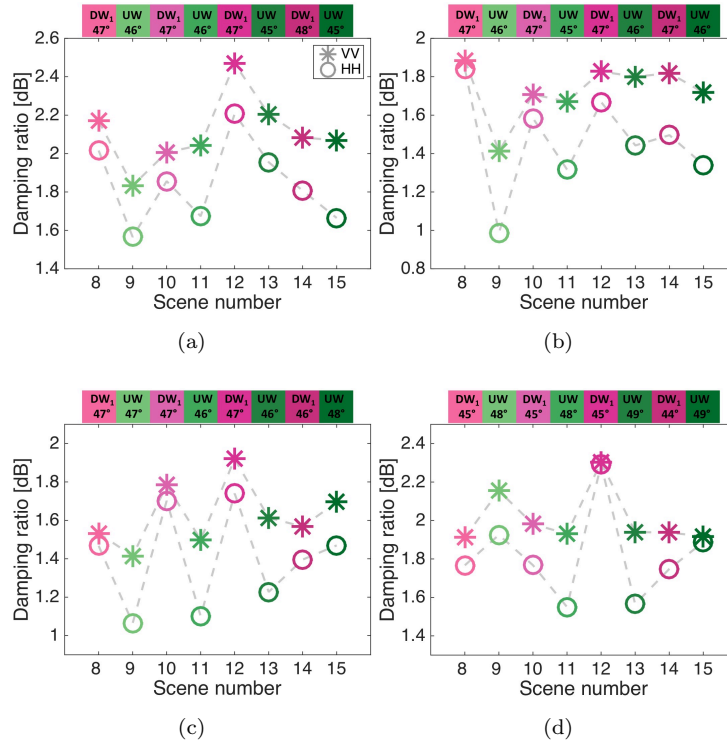 DW₁ UW DW₁ UW DW₁ UW DW₁ UW
47° 46° 47° 46° 47° 45° 48° 45°
2.6
2.4
2.2
2
1.8
1.6
1.4
Damping ratio [dB]
VV
HH
8 9 10 11 12 13 14 15
Scene number
(a)
DW₁ UW DW₁ UW DW₁ UW DW₁ UW
47° 46° 47° 45° 47° 46° 47° 46°
2
1.8
1.6
1.4
1.2
1
0.8
Damping ratio [dB]
8 9 10 11 12 13 14 15
Scene number
(b)
DW₁ UW DW₁ UW DW₁ UW DW₁ UW
47° 47° 47° 46° 47° 46° 46° 48°
2
1.8
1.6
1.4
1.2
1
Damping ratio [dB]
8 9 10 11 12 13 14 15
Scene number
(c)
DW₁ UW DW₁ UW DW₁ UW DW₁ UW
45° 48° 45° 48° 45° 49° 44° 49°
2.4
2.2
2
1.8
1.6
1.4
Damping ratio [dB]
8 9 10 11 12 13 14 15
Scene number
(d)